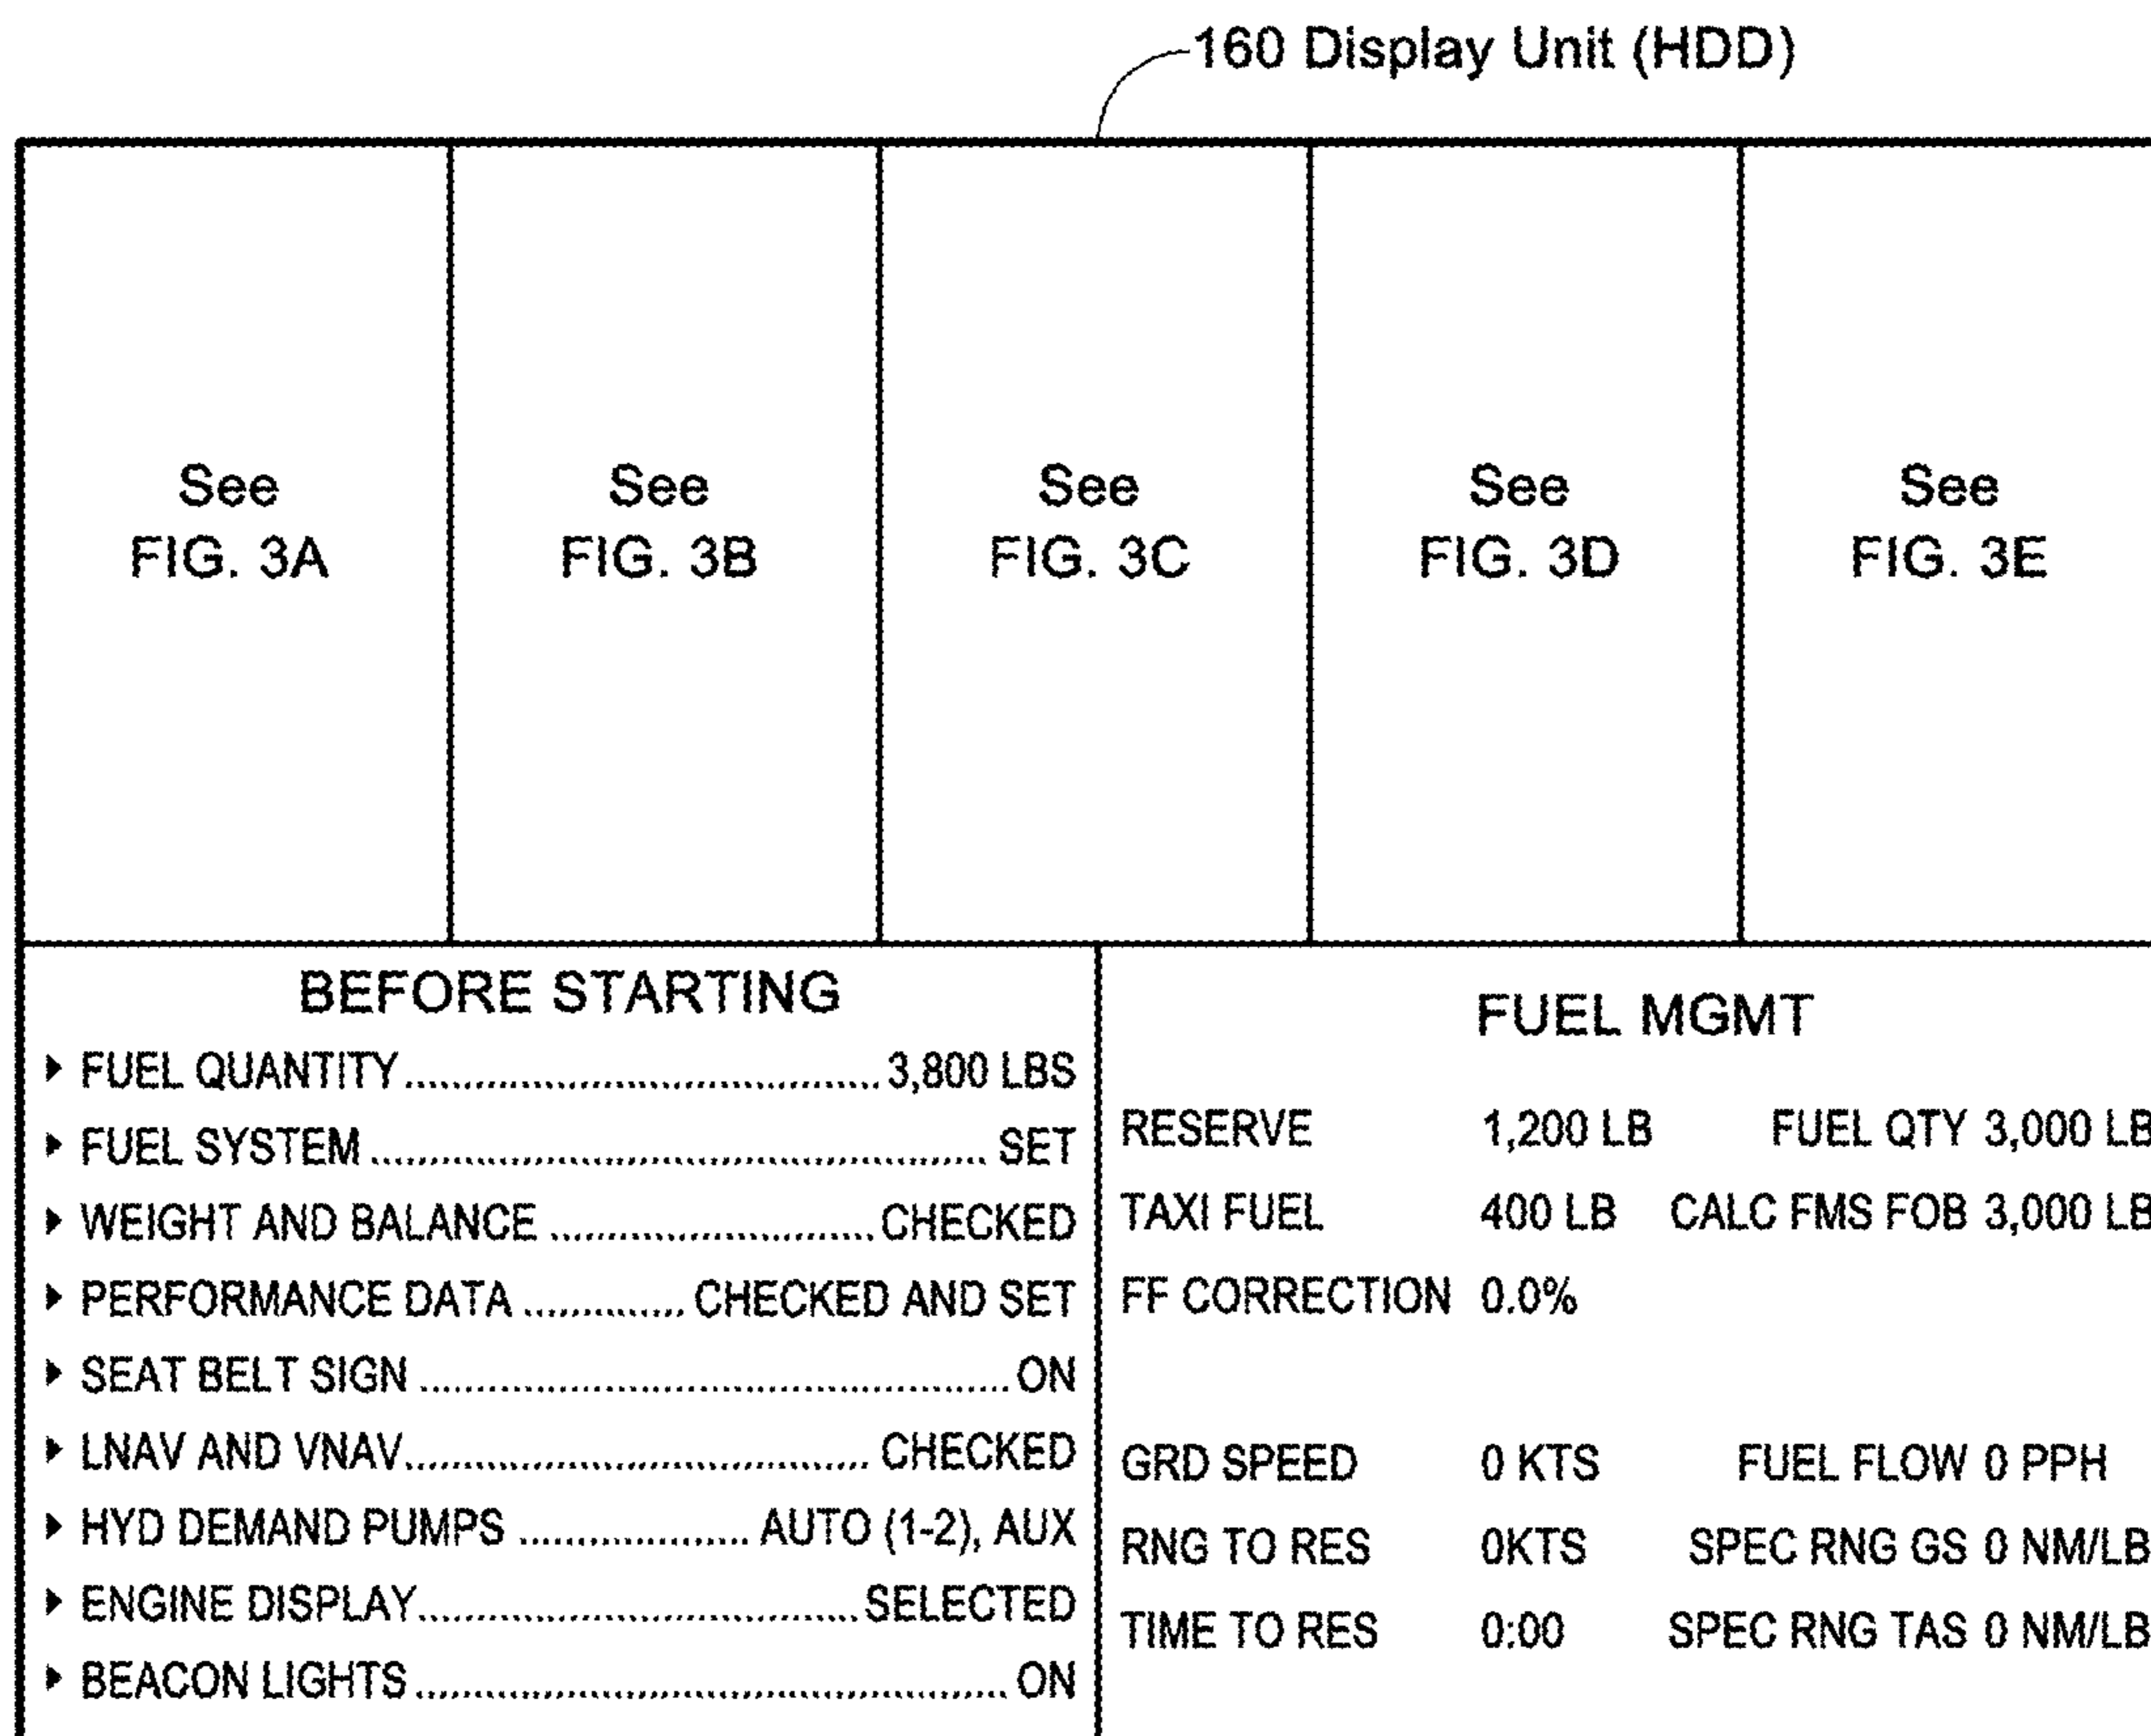 160 Display Unit (HDD)
See
FIG. 3A
See
FIG. 3B
See
FIG. 3C
See
FIG. 3D
See
FIG. 3E
BEFORE STARTING
▸ FUEL QUANTITY........................................ 3,800 LBS
▸ FUEL SYSTEM .................................................... SET
▸ WEIGHT AND BALANCE ........................... CHECKED
▸ PERFORMANCE DATA .............. CHECKED AND SET
▸ SEAT BELT SIGN .................................................. ON
▸ LNAV AND VNAV....................................... CHECKED
▸ HYD DEMAND PUMPS ................... AUTO (1-2), AUX
▸ ENGINE DISPLAY..................................... SELECTED
▸ BEACON LIGHTS .................................................. ON
FUEL MGMT
RESERVE 1,200 LB FUEL QTY 3,000 LB
TAXI FUEL 400 LB CALC FMS FOB 3,000 LB
FF CORRECTION 0.0%
GRD SPEED 0 KTS FUEL FLOW 0 PPH
RNG TO RES 0KTS SPEC RNG GS 0 NM/LB
TIME TO RES 0:00 SPEC RNG TAS 0 NM/LB